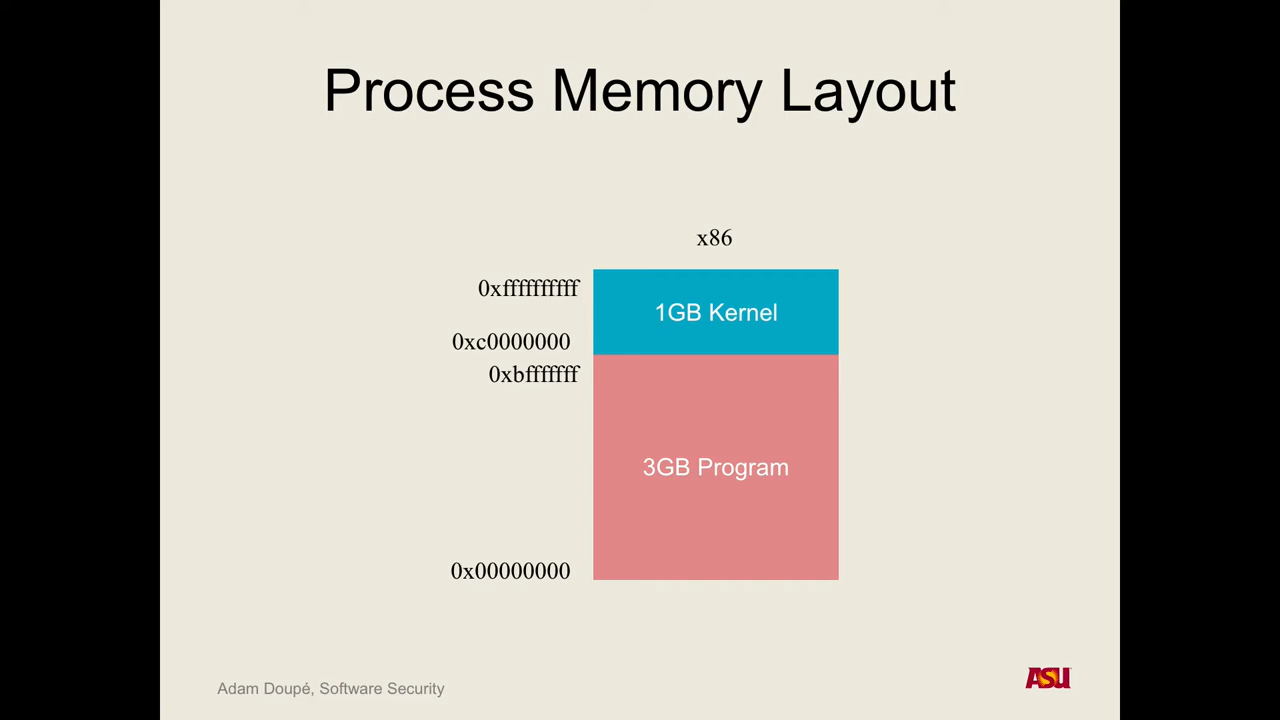 Process Memory Layout
x86
0xffffffffff
1GB Kernel
0xc0000000
0xbfffffff
3GB Program
0x00000000
Adam Doupé, Software Security
ASU